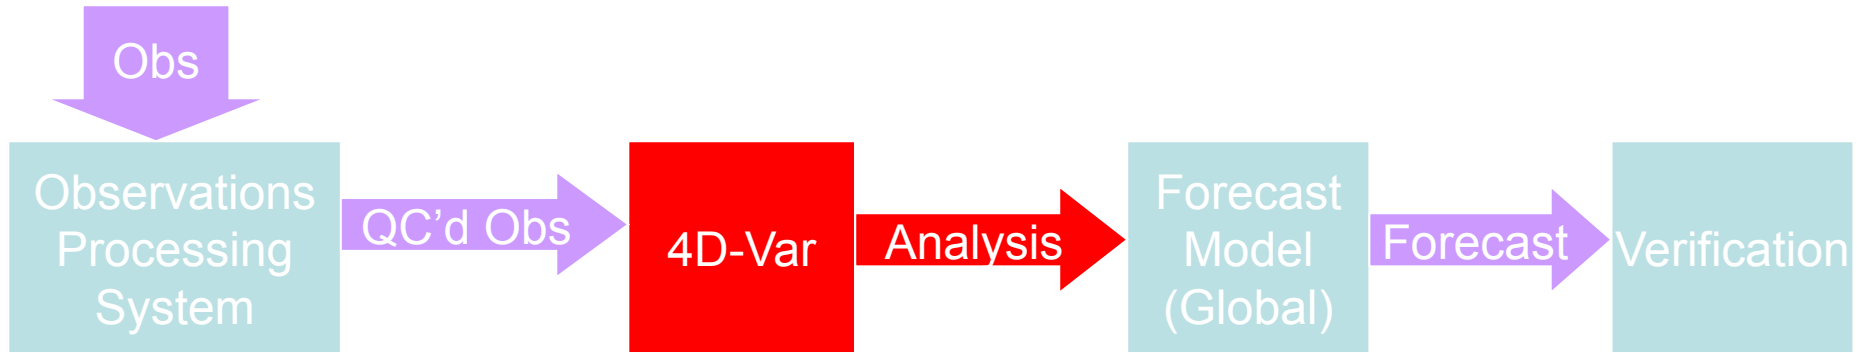 Obs
Observations
Processing
System
QC’d Obs
4D-Var
Analysis
Forecast
Model
(Global)
Forecast
Verification